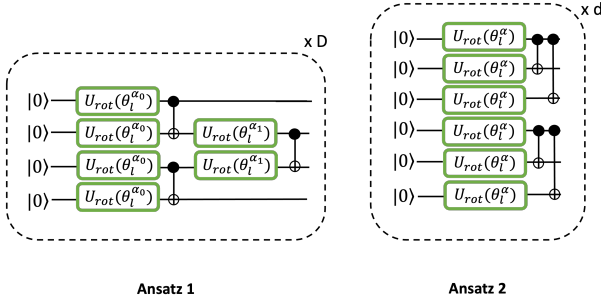 x D
|0⟩ U_rot(θ_l^α0)
|0⟩ U_rot(θ_l^α0) U_rot(θ_l^α1)
|0⟩ U_rot(θ_l^α0) U_rot(θ_l^α1)
|0⟩ U_rot(θ_l^α0)
Ansatz 1
x d
|0⟩ U_rot(θ_l^α)
|0⟩ U_rot(θ_l^α)
|0⟩ U_rot(θ_l^α)
|0⟩ U_rot(θ_l^α)
|0⟩ U_rot(θ_l^α)
|0⟩ U_rot(θ_l^α)
Ansatz 2